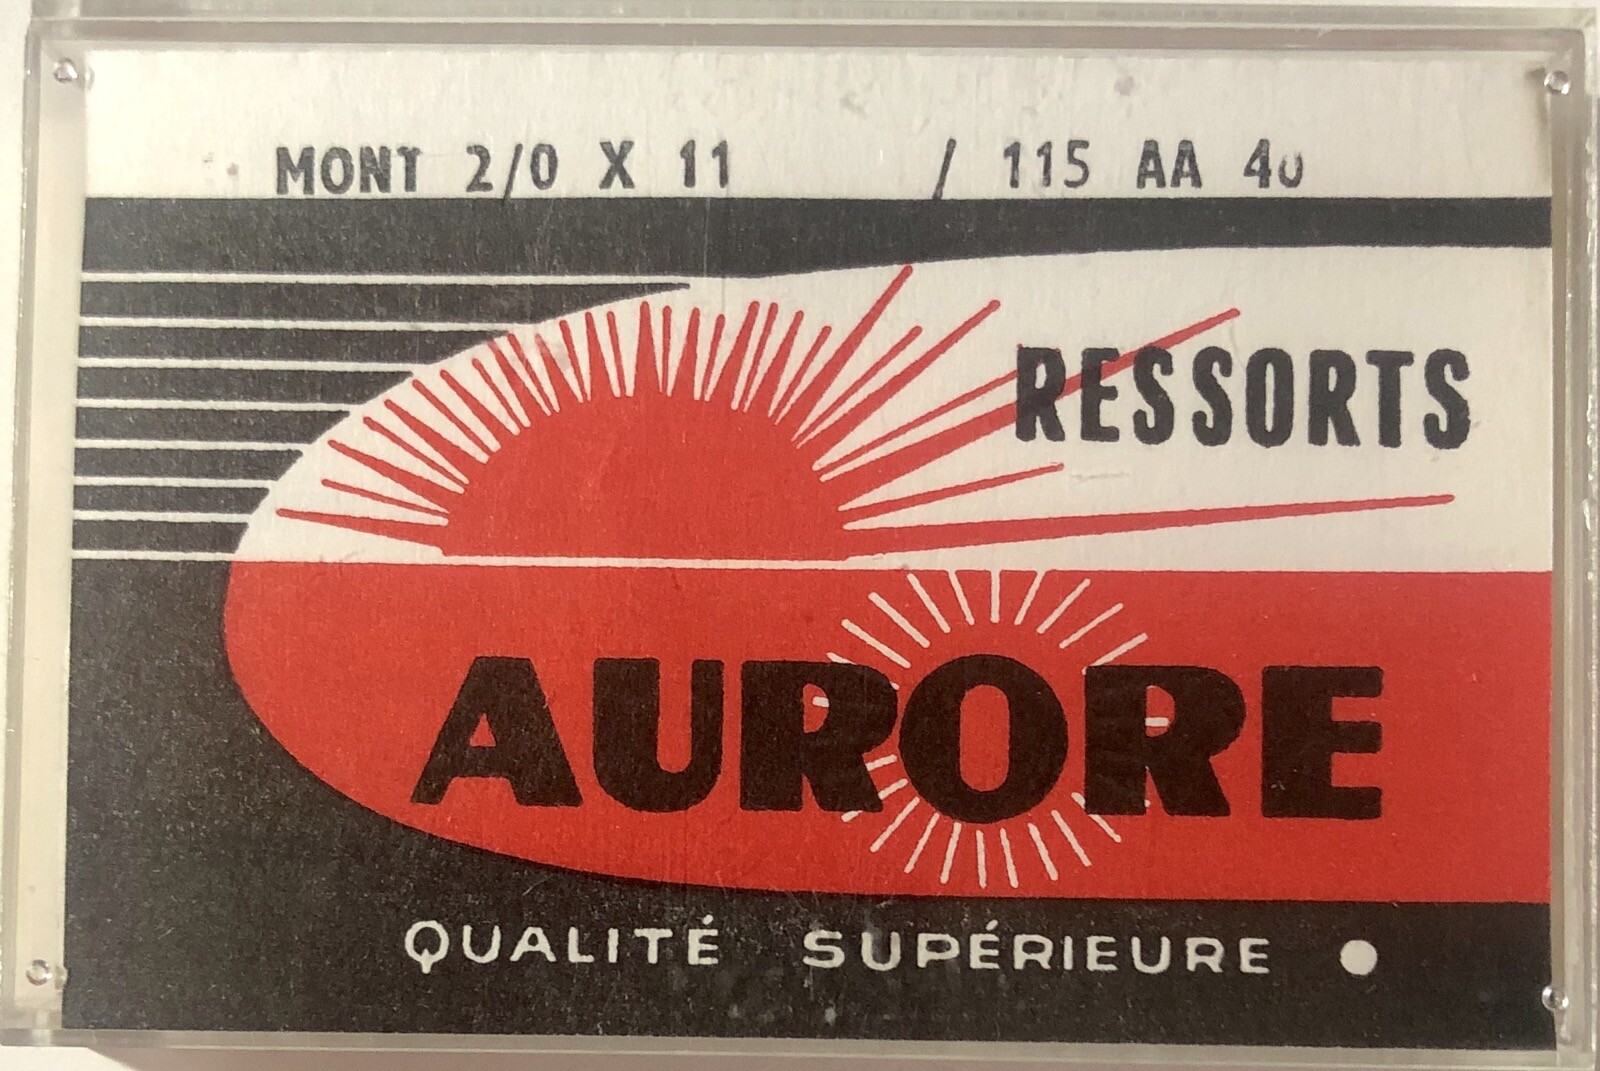 MONT 2/0 X 11 / 115 AA 40
RESSORTS
AURORE
QUALITÉ SUPÉRIEURE